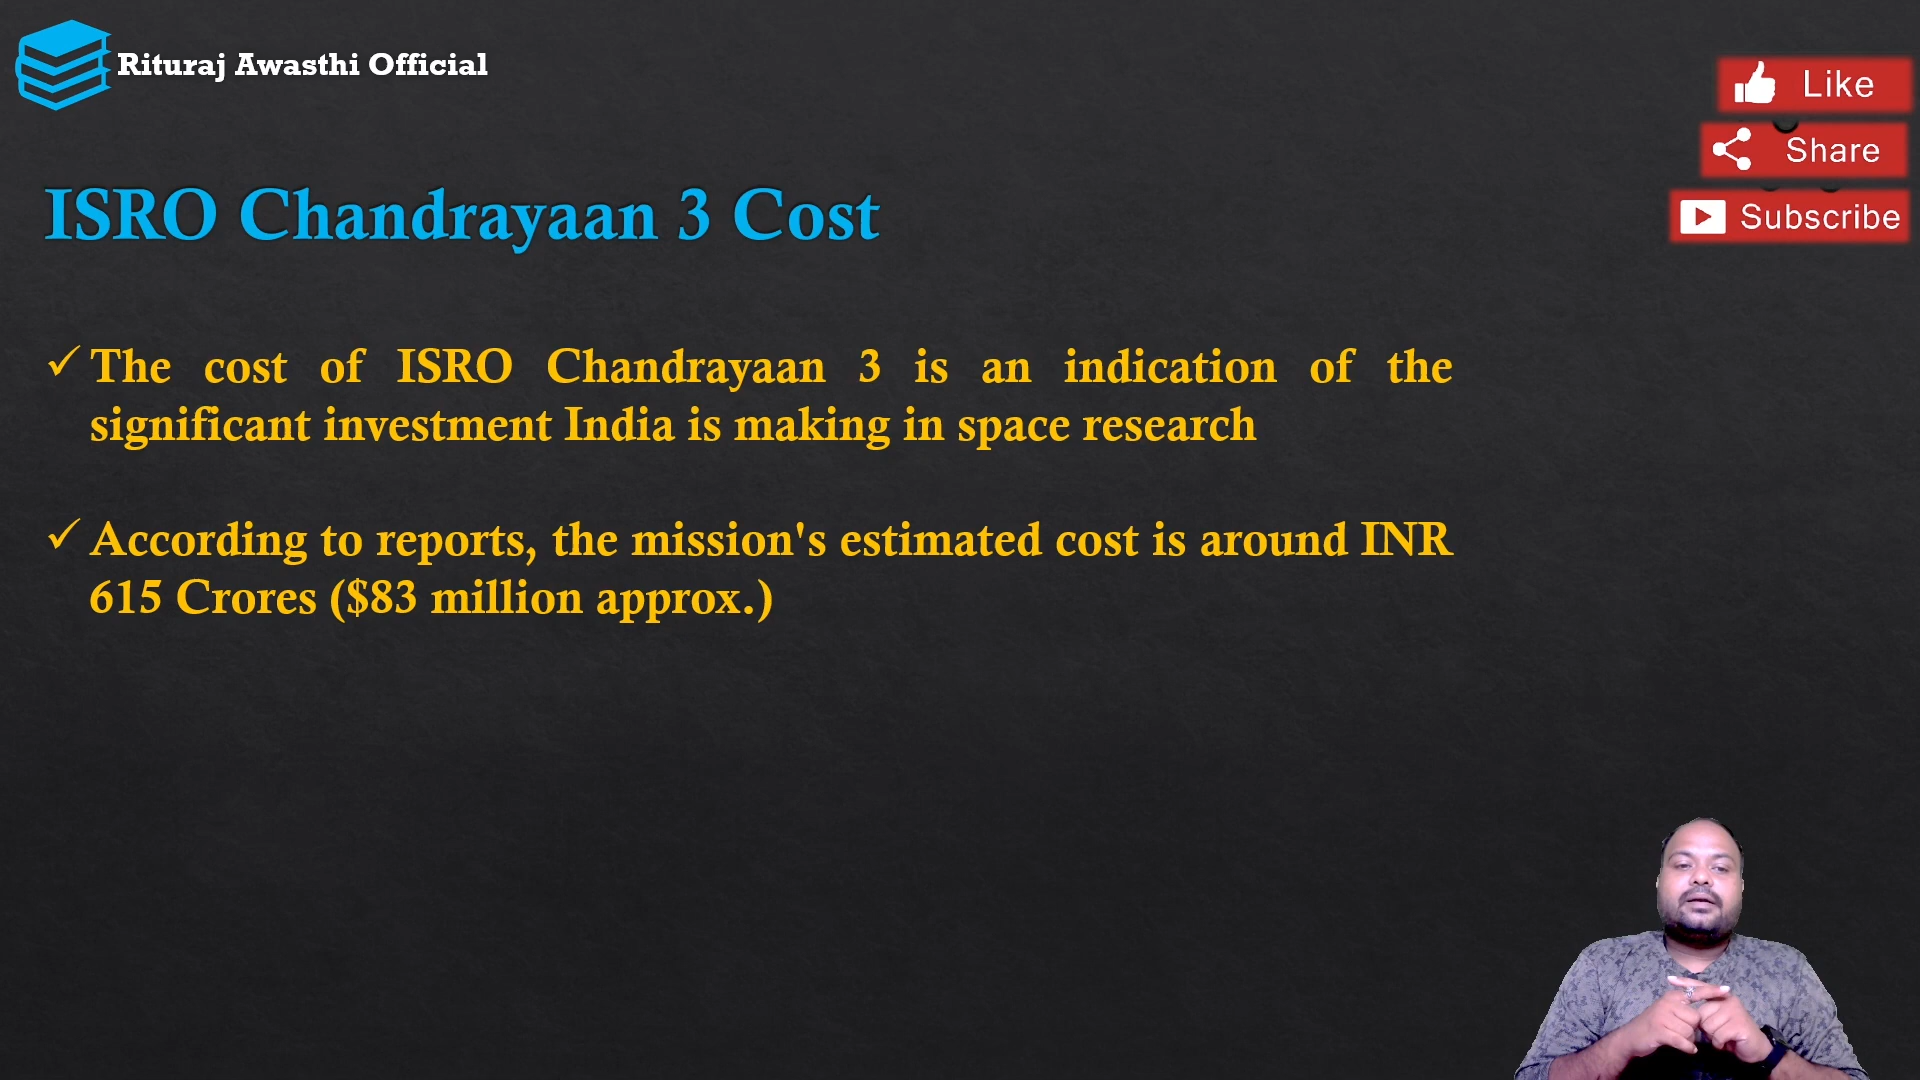 Rituraj Awasthi Official
Like
Share
Subscribe
ISRO Chandrayaan 3 Cost
The cost of ISRO Chandrayaan 3 is an indication of the
significant investment India is making in space research
According to reports, the mission's estimated cost is around INR
615 Crores ($83 million approx.)